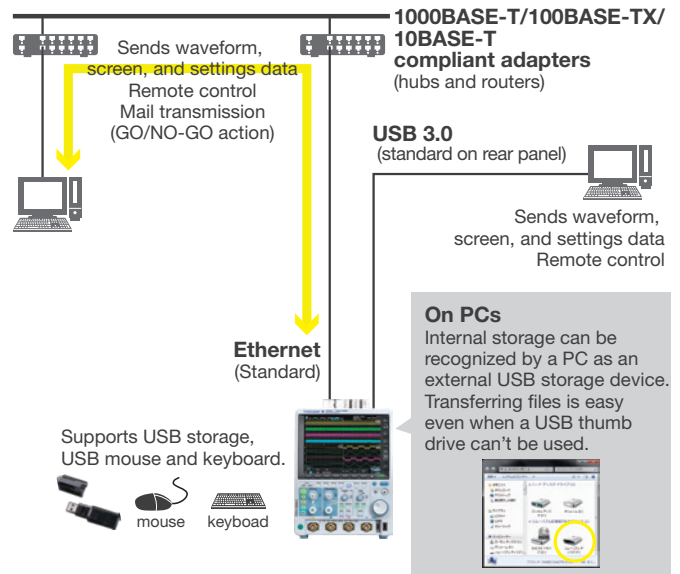 1000BASE-T/100BASE-TX/
10BASE-T
compliant adapters
(hubs and routers)
Sends waveform,
screen, and settings data
Remote control
Mail transmission
(GO/NO-GO action)
USB 3.0
(standard on rear panel)
Sends waveform,
screen, and settings data
Remote control
Ethernet
(Standard)
On PCs
Internal storage can be
recognized by a PC as an
external USB storage device.
Transferring files is easy
even when a USB thumb
drive can't be used.
Supports USB storage,
USB mouse and keyboard.
mouse
keyboad